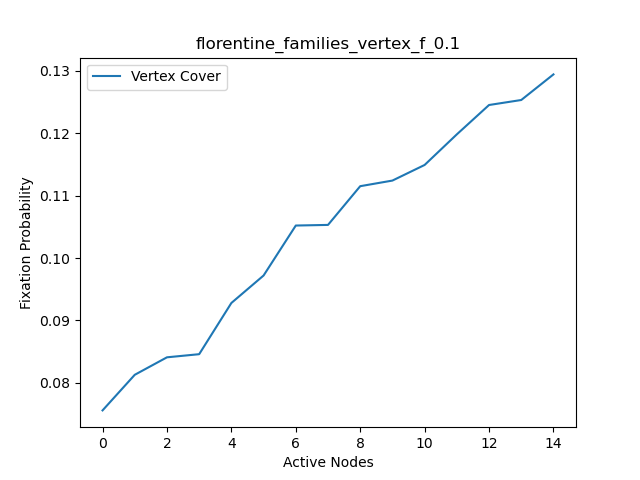 florentine_families_vertex_f_0.1
Vertex Cover
Fixation Probability
0.13
0.12
0.11
0.10
0.09
0.08
0 2 4 6 8 10 12 14
Active Nodes